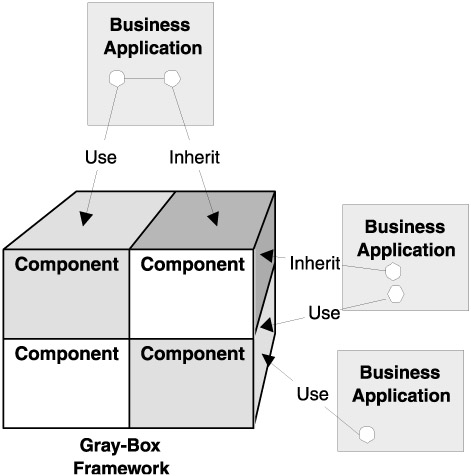 Business
Application
Use
Inherit
Component
Component
Component
Component
Gray-Box
Framework
Business
Application
Inherit
Use
Business
Application
Use